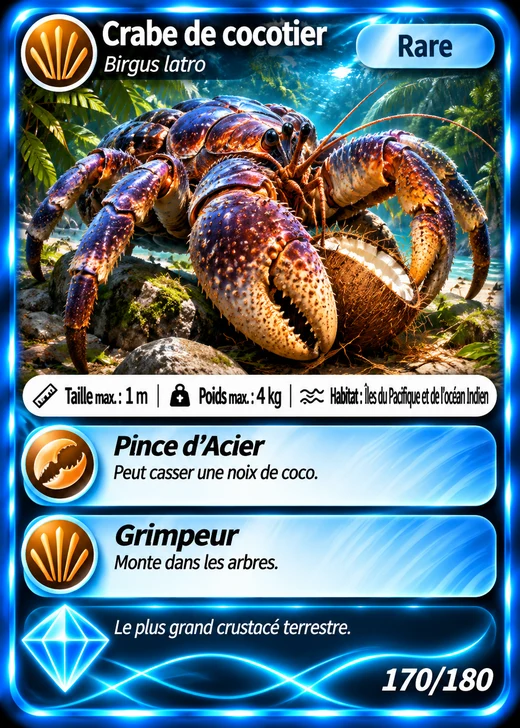 Crabe de cocotier
Birgus latro
Rare
Taille max. : 1 m | Poids max. : 4 kg | Habitat : Îles du Pacifique et de l'océan Indien
Pince d'Acier
Peut casser une noix de coco.
Grimpeur
Monte dans les arbres.
Le plus grand crustacé terrestre.
170/180